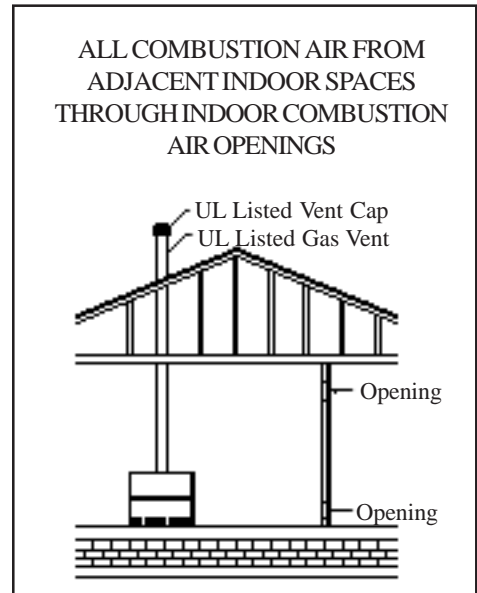 ALL COMBUSTION AIR FROM
ADJACENT INDOOR SPACES
THROUGH INDOOR COMBUSTION
AIR OPENINGS
UL Listed Vent Cap
UL Listed Gas Vent
Opening
Opening